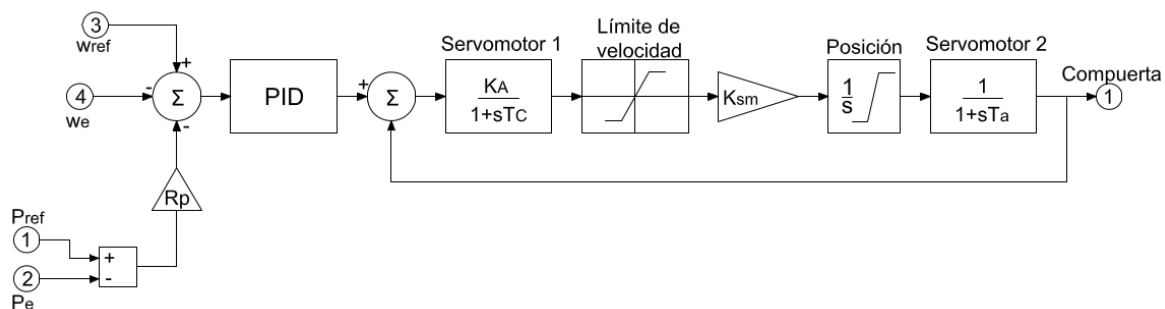 3
wref
4
we
+
-
Σ
-
PID
+
Σ
Servomotor 1
KA
1+sTC
Límite de
velocidad
Ksm
Posición
1
s
Servomotor 2
1
1+sTa
Compuerta
1
Rp
Pref
1
+
-
2
Pe